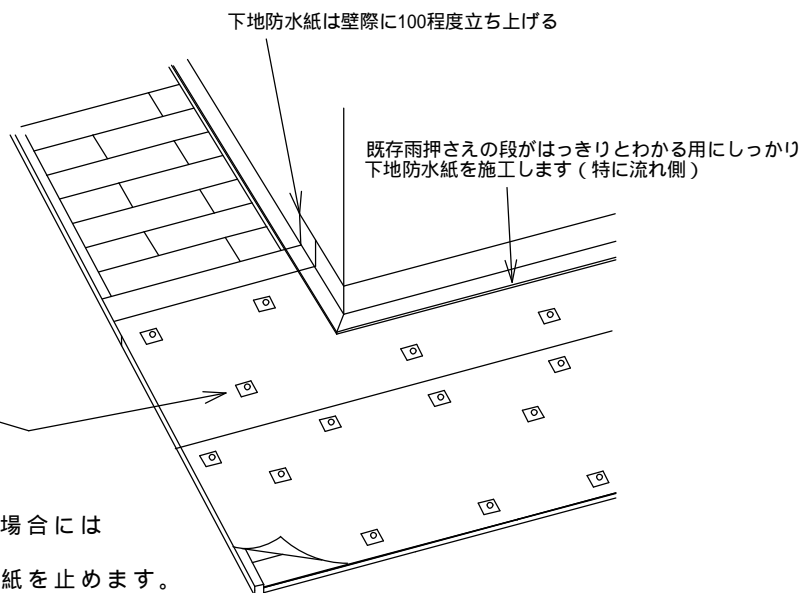 下地防水紙は壁際に100程度立ち上げる
既存雨押さえの段がはっきりとわかる用にしっかり
下地防水紙を施工します(特に流れ側)
場合には
紙を止めます。